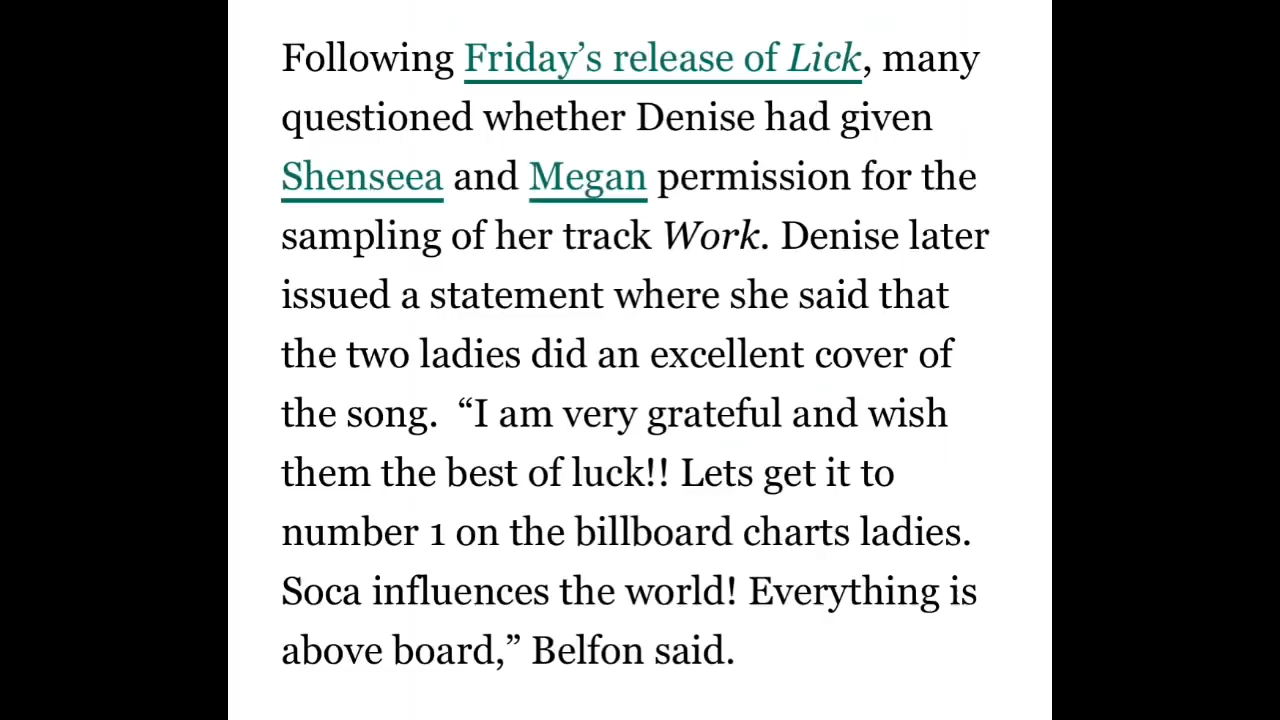 Following Friday’s release of Lick, many
questioned whether Denise had given
Shenseea and Megan permission for the
sampling of her track Work. Denise later
issued a statement where she said that
the two ladies did an excellent cover of
the song.  “I am very grateful and wish
them the best of luck!! Lets get it to
number 1 on the billboard charts ladies.
Soca influences the world! Everything is
above board,” Belfon said.